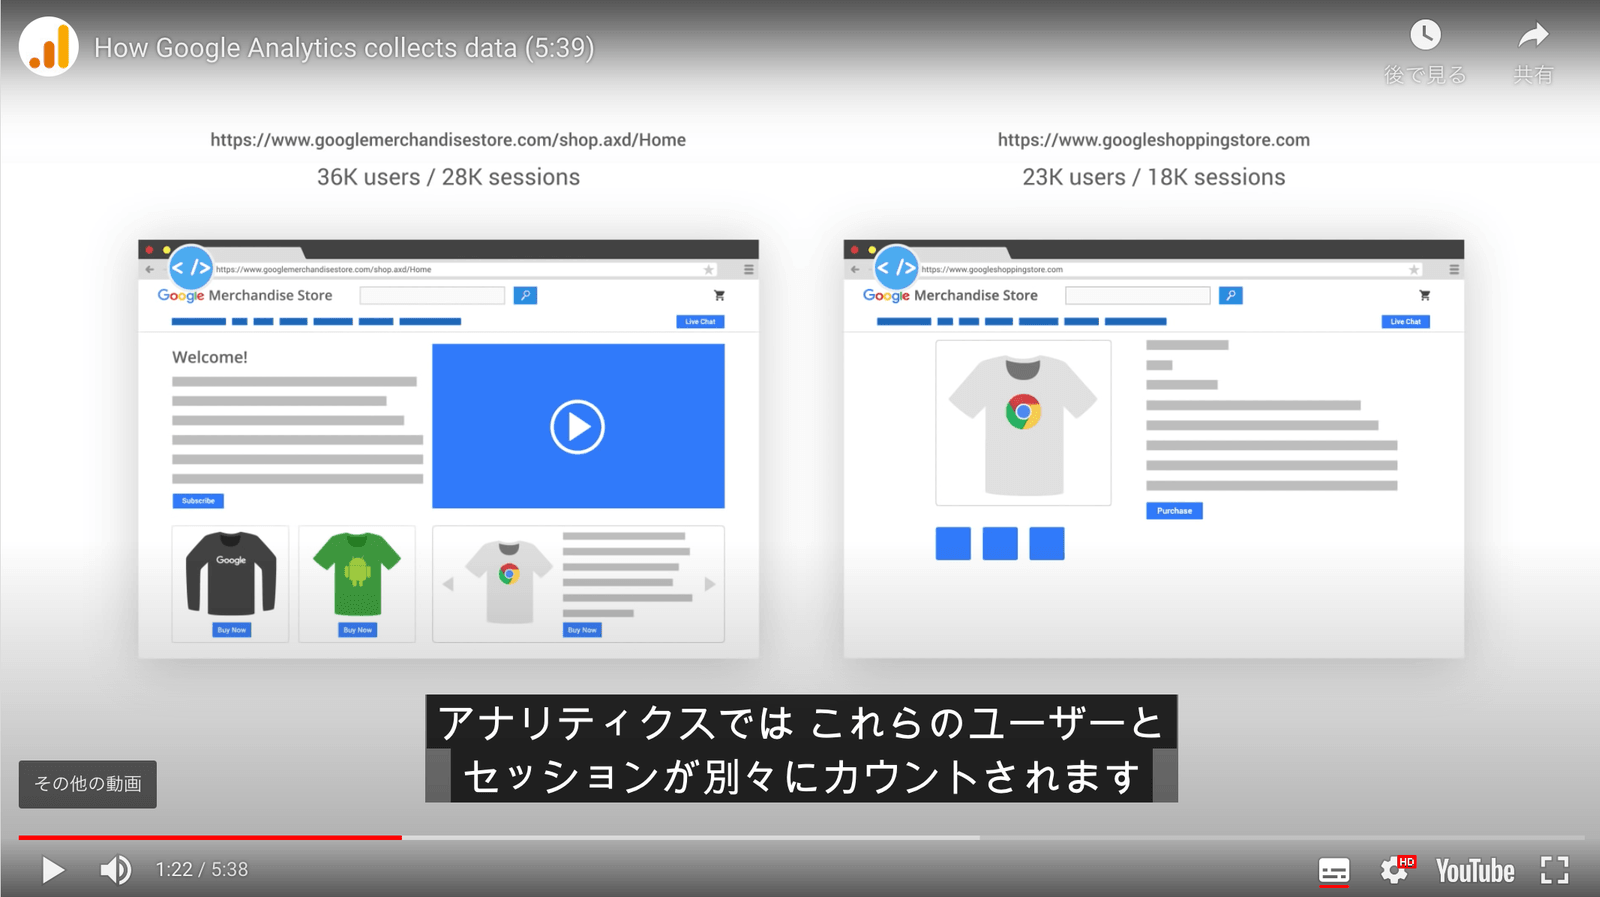 How Google Analytics collects data (5:39)
後で見る
共有
https://www.googlemerchandisestore.com/shop.axd/Home
36K users / 28K sessions
https://www.googleshoppingstore.com
23K users / 18K sessions
</>
https://www.googlemerchandisestore.com/shop.axd/Home
Google Merchandise Store
Live Chat
Welcome!
Subscribe
Google
Buy Now
Buy Now
Buy Now
</>
https://www.googleshoppingstore.com
Google Merchandise Store
Live Chat
Purchase
アナリティクスでは これらのユーザーと
セッションが別々にカウントされます
その他の動画
1:22 / 5:38
HD
YouTube